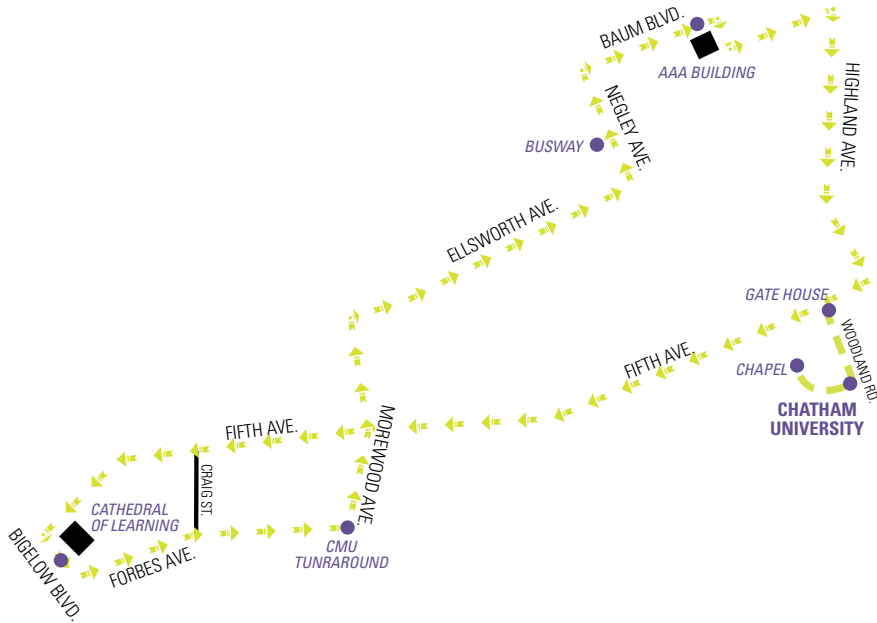 BAUM BLVD.
AAA BUILDING
HIGHLAND AVE.
NEGLEY AVE.
BUSWAY
ELLSWORTH AVE.
GATE HOUSE
WOODLAND RD.
FIFTH AVE.
CHAPEL
CHATHAM
UNIVERSITY
FIFTH AVE.
MOREWOOD AVE.
CRAIG ST.
CATHEDRAL
OF LEARNING
CMU
TUNRAROUND
FORBES AVE.
BIGELOW BLVD.